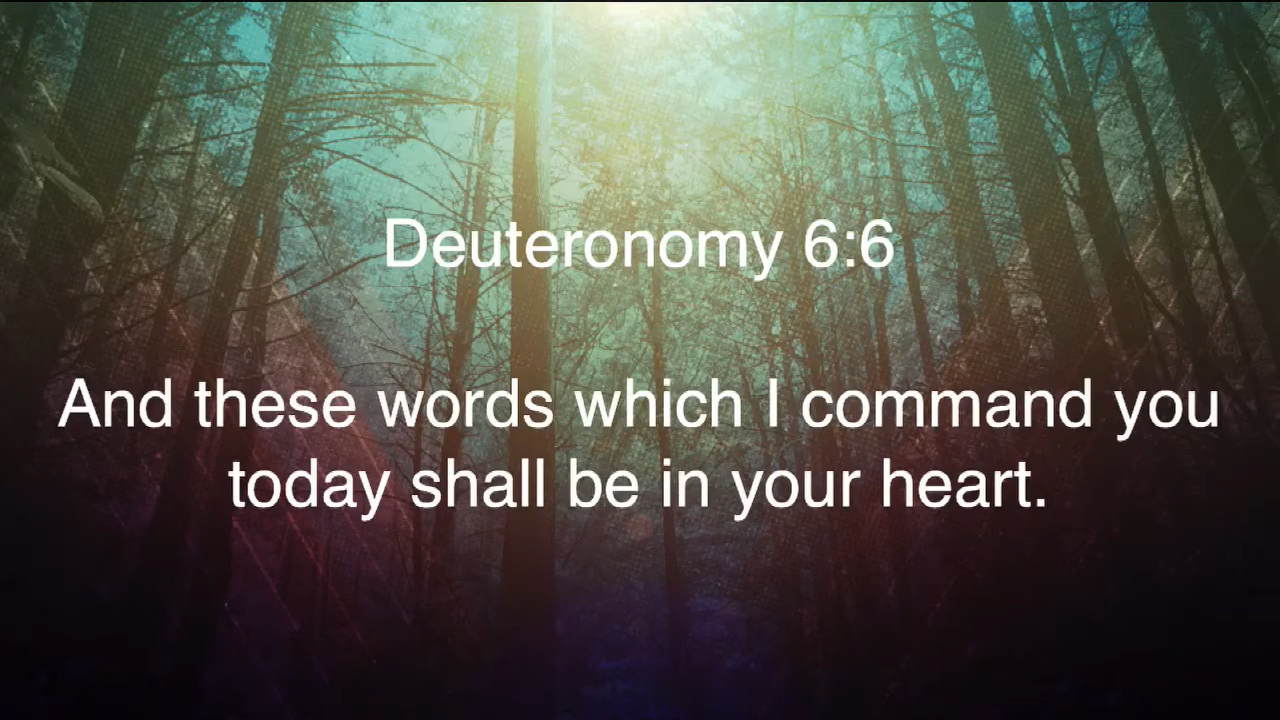 Deuteronomy 6:6
And these words which I command you
today shall be in your heart.